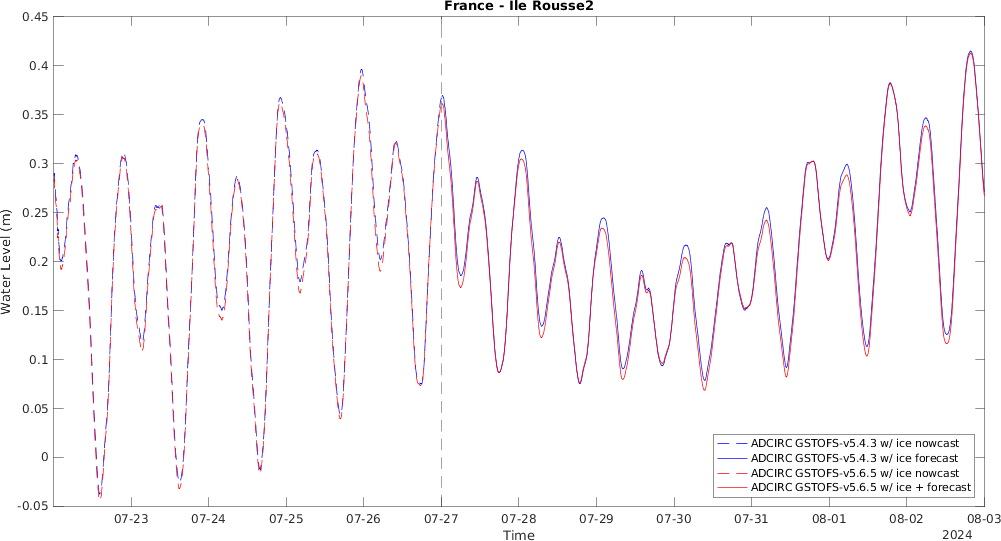 France - Ile Rousse2
Water Level (m)
0.45
0.4
0.35
0.3
0.25
0.2
0.15
0.1
0.05
0
-0.05
ADCIRC GSTOFS-v5.4.3 w/ ice nowcast
ADCIRC GSTOFS-v5.4.3 w/ ice forecast
ADCIRC GSTOFS-v5.6.5 w/ ice nowcast
ADCIRC GSTOFS-v5.6.5 w/ ice + forecast
07-23 07-24 07-25 07-26 07-27 07-28 07-29 07-30 07-31 08-01 08-02 08-03
Time
2024